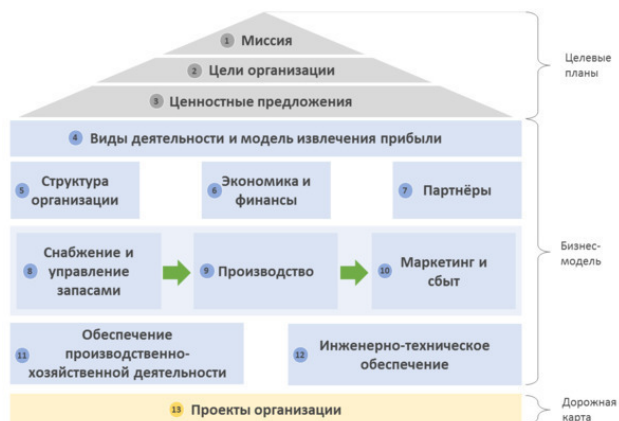 1 Миссия
2 Цели организации
3 Ценностные предложения
Целевые
планы
4 Виды деятельности и модель извлечения прибыли
5 Структура
организации
6 Экономика и
финансы
7 Партнёры
8 Снабжение и
управление
запасами
9 Производство
10 Маркетинг и
сбыт
Бизнес-
модель
11 Обеспечение
производственно-
хозяйственной деятельности
12 Инженерно-техническое
обеспечение
13 Проекты организации
Дорожная
карта